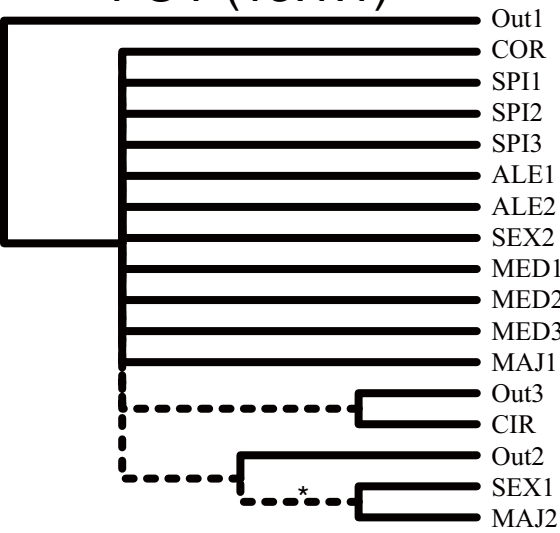 Out1
COR
SPI1
SPI2
SPI3
ALE1
ALE2
SEX2
MED1
MED2
MED3
MAJ1
Out3
CIR
Out2
SEX1
*
MAJ2